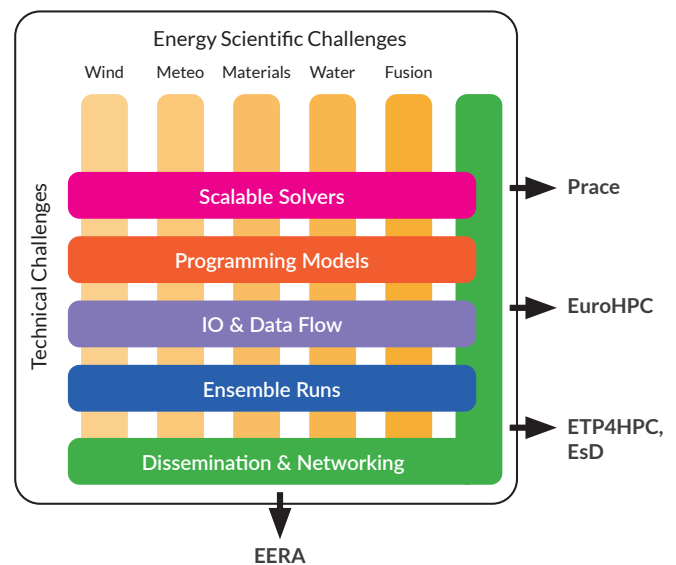 Energy Scientific Challenges
Wind Meteo Materials Water Fusion
Technical Challenges
Scalable Solvers
Prace
Programming Models
EuroHPC
IO & Data Flow
Ensemble Runs
ETP4HPC,
EsD
Dissemination & Networking
EERA